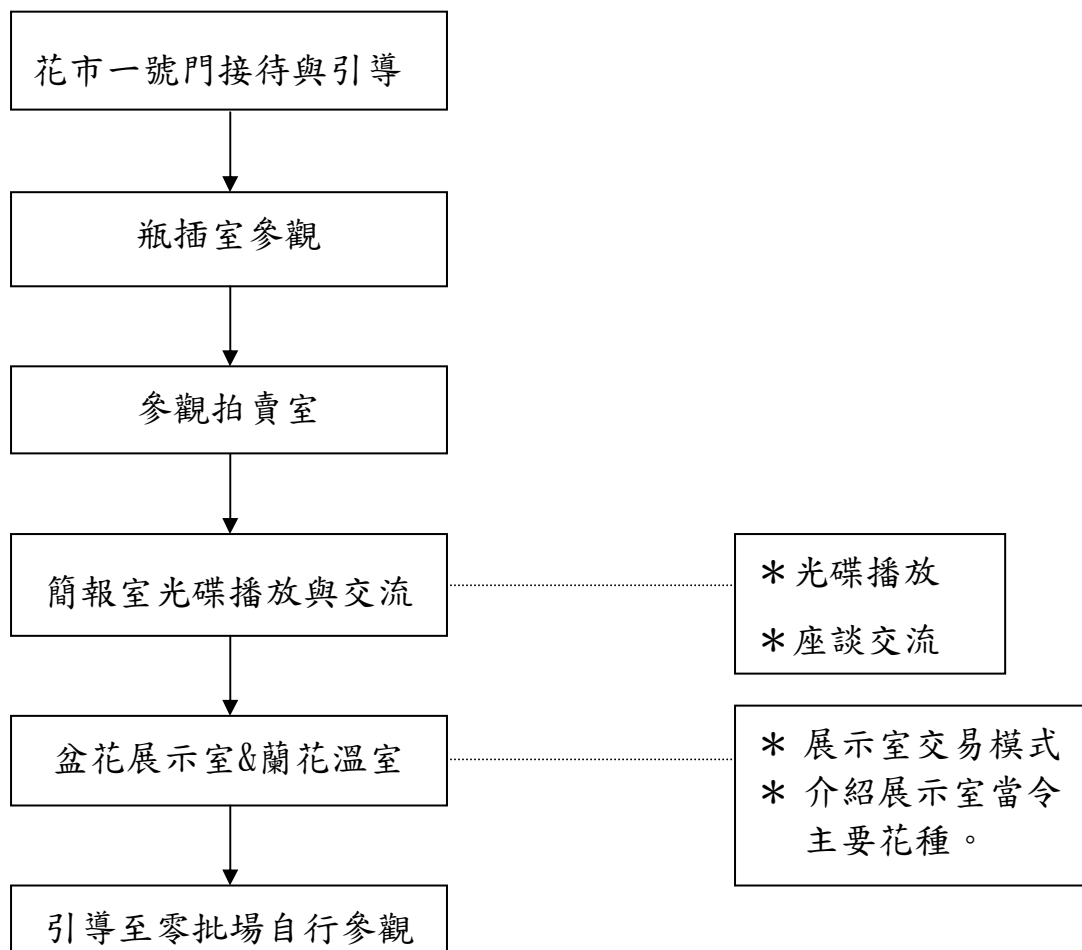 花市一號門接待與引導
瓶插室參觀
參觀拍賣室
簡報室光碟播放與交流
＊光碟播放
＊座談交流
盆花展示室&蘭花溫室
＊ 展示室交易模式
＊ 介紹展示室當令
主要花種。
引導至零批場自行參觀